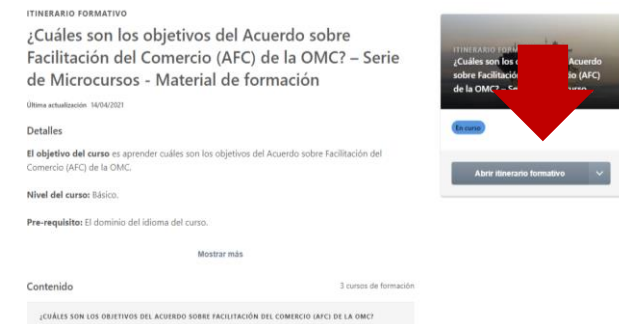 ITINERARIO FORMATIVO
¿Cuáles son los objetivos del Acuerdo sobre
Facilitación del Comercio (AFC) de la OMC? – Serie
de Microcursos - Material de formación
Última actualización 14/04/2021
Detalles
El objetivo del curso es aprender cuáles son los objetivos del Acuerdo sobre Facilitación del
Comercio (AFC) de la OMC.
Nivel del curso: Básico.
Pre-requisito: El dominio del idioma del curso.
Mostrar más
Contenido
3 cursos de formación
¿CUÁLES SON LOS OBJETIVOS DEL ACUERDO SOBRE FACILITACIÓN DEL COMERCIO (AFC) DE LA OMC?
ITINERARIO
¿Cuáles son los Acuerdo
sobre (AFC)
de la OMC?
En curso
Abrir itinerario formativo